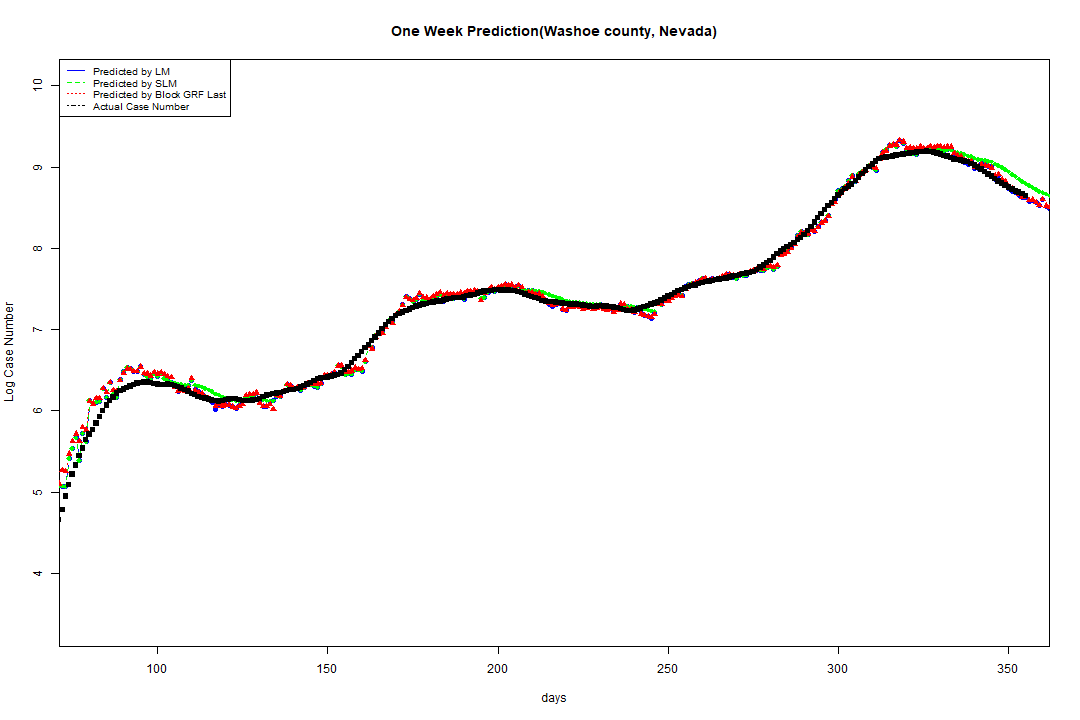 One Week Prediction(Washoe county, Nevada)
Predicted by LM
Predicted by SLM
Predicted by Block GRF Last
Actual Case Number
10
9
8
7
6
5
4
Log Case Number
100 150 200 250 300 350
days